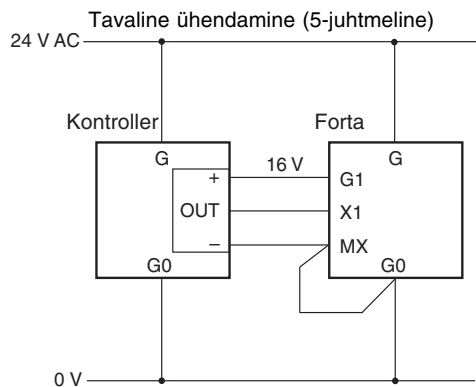 Tavaline ühendamine (5-juhtmeline)
24 V AC
Kontroller
Forta
G
G
16 V
+
G1
OUT
X1
–
MX
G0
G0
0 V